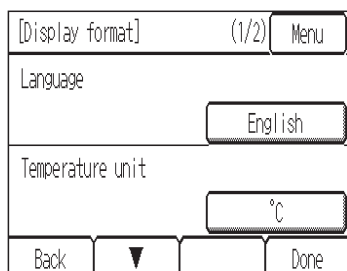 [Display format] (1/2) Menu
Language
English
Temperature unit
°C
Back ▼ Done